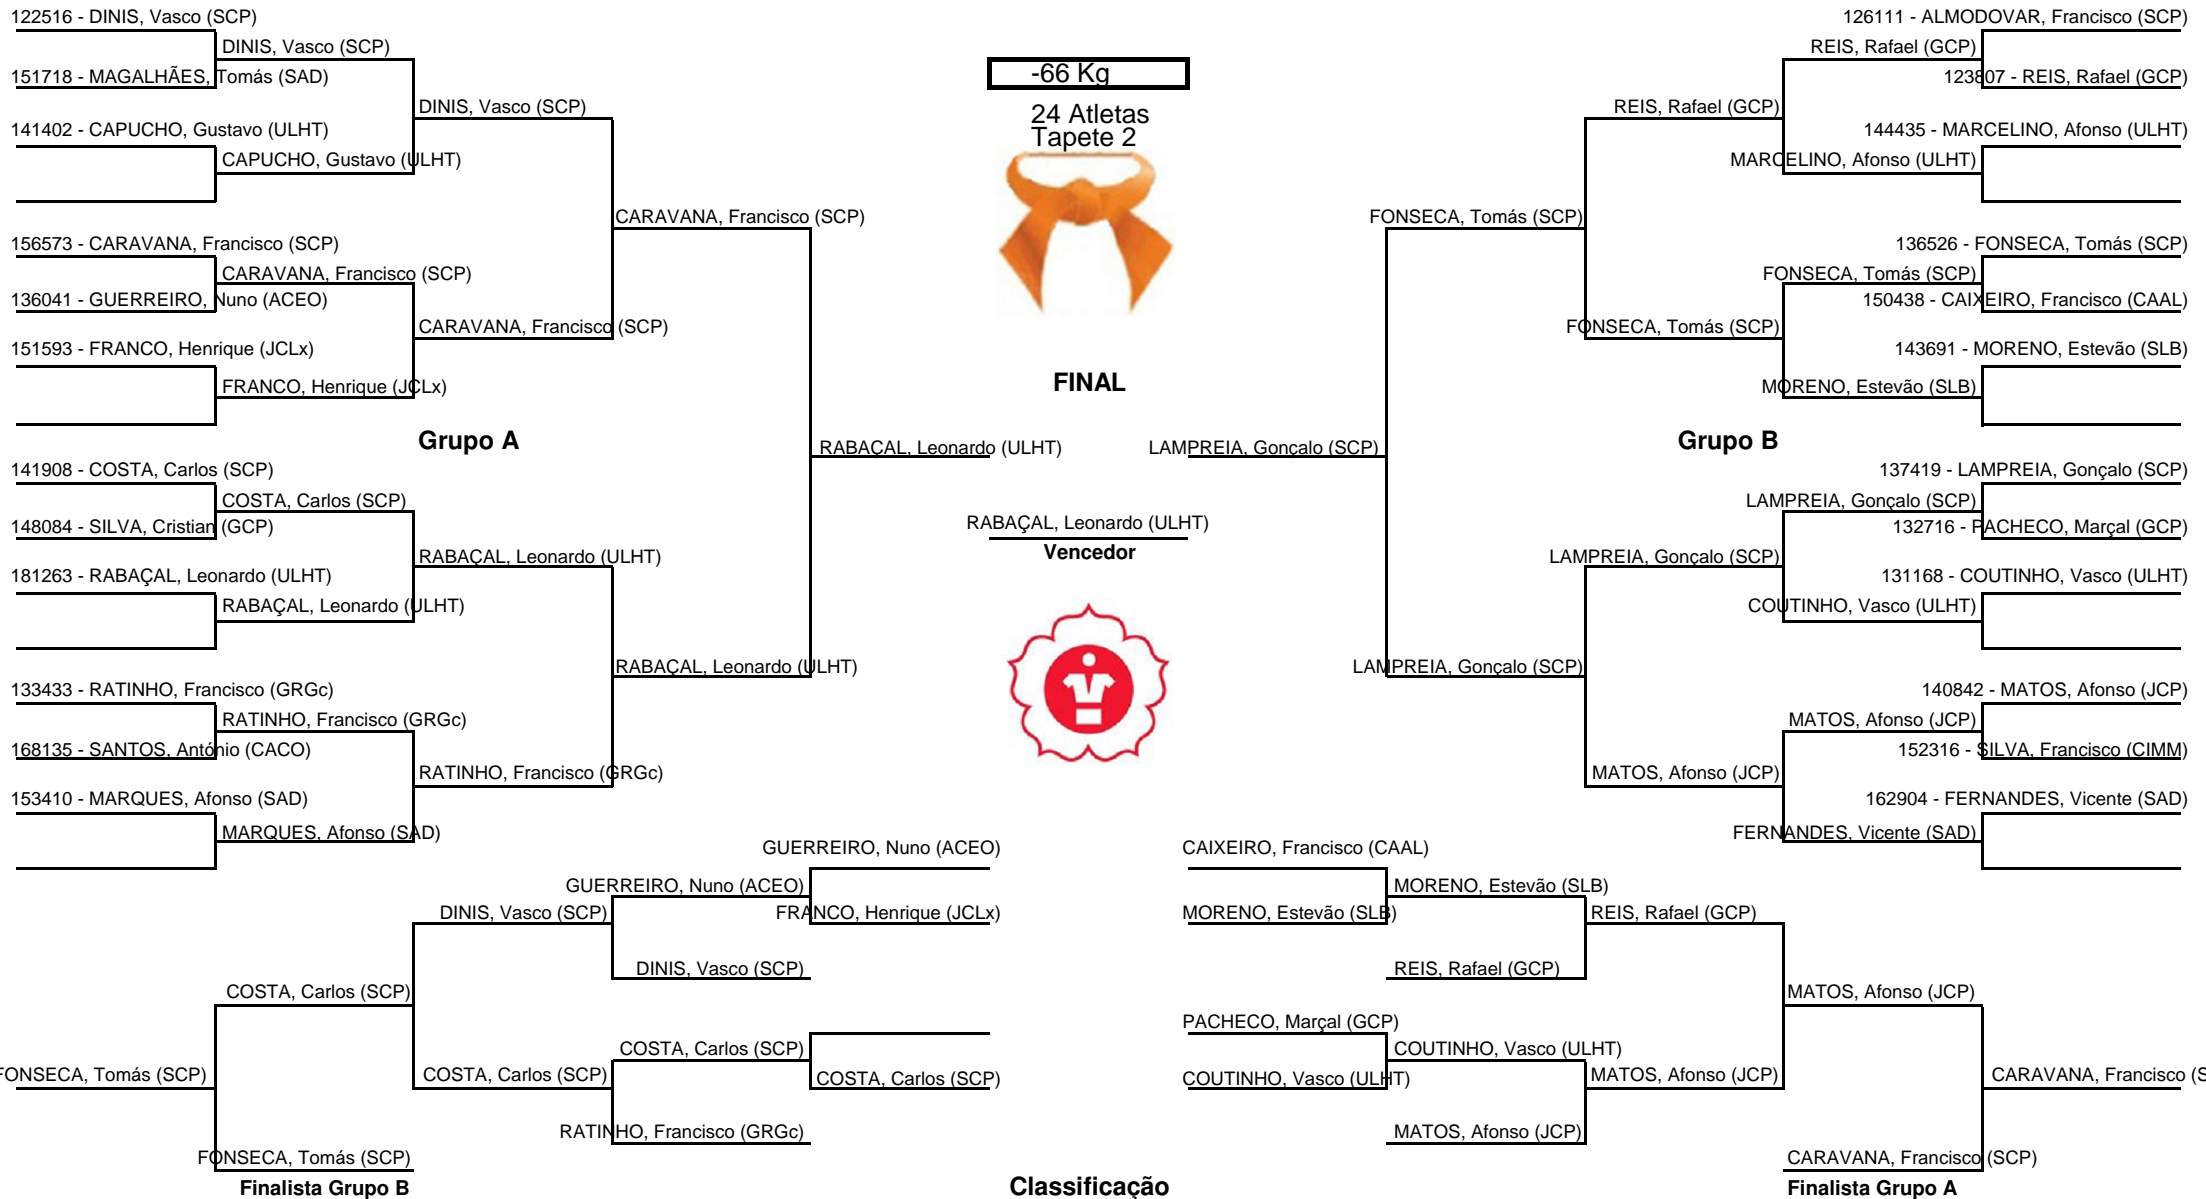 122516 - DINIS, Vasco (SCP)
DINIS, Vasco (SCP)
151718 - MAGALHÃES, Tomás (SAD)
DINIS, Vasco (SCP)
141402 - CAPUCHO, Gustavo (ULHT)
CAPUCHO, Gustavo (ULHT)
CARAVANA, Francisco (SCP)
156573 - CARAVANA, Francisco (SCP)
CARAVANA, Francisco (SCP)
136041 - GUERREIRO, Nuno (ACEO)
CARAVANA, Francisco (SCP)
151593 - FRANCO, Henrique (JCLx)
FRANCO, Henrique (JCLx)
Grupo A
RABAÇAL, Leonardo (ULHT)
141908 - COSTA, Carlos (SCP)
COSTA, Carlos (SCP)
148084 - SILVA, Cristian (GCP)
RABAÇAL, Leonardo (ULHT)
181263 - RABAÇAL, Leonardo (ULHT)
RABAÇAL, Leonardo (ULHT)
RABAÇAL, Leonardo (ULHT)
133433 - RATINHO, Francisco (GRGc)
RATINHO, Francisco (GRGc)
168135 - SANTOS, António (CACO)
RATINHO, Francisco (GRGc)
153410 - MARQUES, Afonso (SAD)
MARQUES, Afonso (SAD)
-66 Kg
24 Atletas
Tapete 2
FINAL
RABAÇAL, Leonardo (ULHT)
Vencedor
126111 - ALMODOVAR, Francisco (SCP)
REIS, Rafael (GCP)
123807 - REIS, Rafael (GCP)
REIS, Rafael (GCP)
144435 - MARCELINO, Afonso (ULHT)
MARCELINO, Afonso (ULHT)
FONSECA, Tomás (SCP)
136526 - FONSECA, Tomás (SCP)
FONSECA, Tomás (SCP)
150438 - CAIXEIRO, Francisco (CAAL)
FONSECA, Tomás (SCP)
143691 - MORENO, Estevão (SLB)
MORENO, Estevão (SLB)
Grupo B
LAMPREIA, Gonçalo (SCP)
137419 - LAMPREIA, Gonçalo (SCP)
LAMPREIA, Gonçalo (SCP)
132716 - PACHECO, Marçal (GCP)
LAMPREIA, Gonçalo (SCP)
131168 - COUTINHO, Vasco (ULHT)
COUTINHO, Vasco (ULHT)
LAMPREIA, Gonçalo (SCP)
140842 - MATOS, Afonso (JCP)
MATOS, Afonso (JCP)
152316 - SILVA, Francisco (CIMM)
MATOS, Afonso (JCP)
162904 - FERNANDES, Vicente (SAD)
FERNANDES, Vicente (SAD)
GUERREIRO, Nuno (ACEO)
GUERREIRO, Nuno (ACEO)
DINIS, Vasco (SCP)
FRANCO, Henrique (JCLx)
DINIS, Vasco (SCP)
COSTA, Carlos (SCP)
COSTA, Carlos (SCP)
FONSECA, Tomás (SCP)
COSTA, Carlos (SCP)
COSTA, Carlos (SCP)
RATINHO, Francisco (GRGc)
FONSECA, Tomás (SCP)
Finalista Grupo B
CAIXEIRO, Francisco (CAAL)
MORENO, Estevão (SLB)
MORENO, Estevão (SLB)
REIS, Rafael (GCP)
REIS, Rafael (GCP)
MATOS, Afonso (JCP)
PACHECO, Marçal (GCP)
COUTINHO, Vasco (ULHT)
COUTINHO, Vasco (ULHT)
MATOS, Afonso (JCP)
CARAVANA, Francisco (S
MATOS, Afonso (JCP)
CARAVANA, Francisco (SCP)
Finalista Grupo A
Classificação